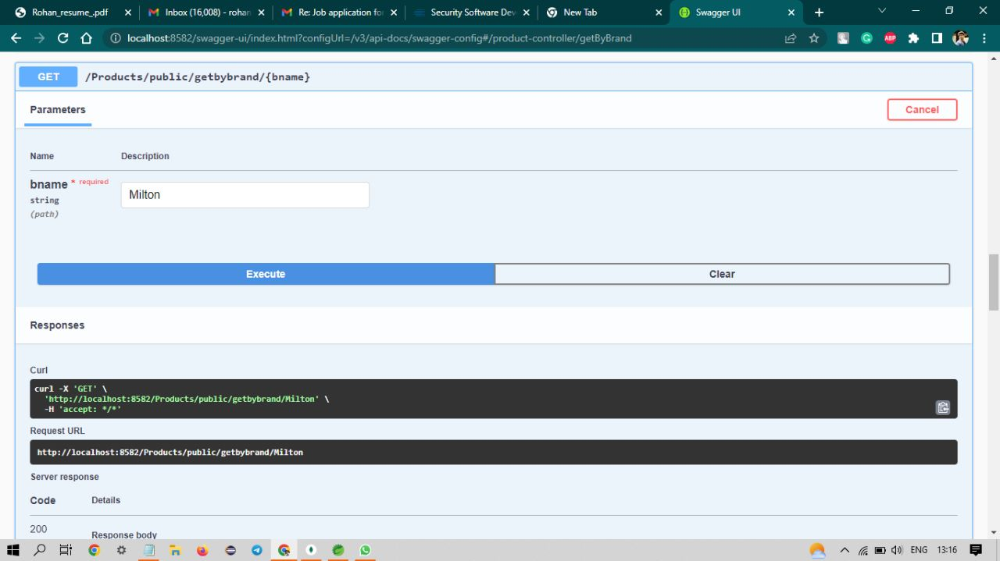 Rohan_resume_.pdf
Inbox (16,008) - rohan
Re: Job application for
Security Software Dev
New Tab
Swagger UI
localhost:8582/swagger-ui/index.html?configUrl=/v3/api-docs/swagger-config#/product-controller/getByBrand
ABP
GET /Products/public/getbybrand/{bname}
Parameters
Cancel
Name Description
bname * required
string
(path)
Milton
Execute
Clear
Responses
Curl
curl -X 'GET' \
'http://localhost:8582/Products/public/getbybrand/Milton' \
-H 'accept: */*'
Request URL
http://localhost:8582/Products/public/getbybrand/Milton
Server response
Code Details
200
Response body
ENG 13:16